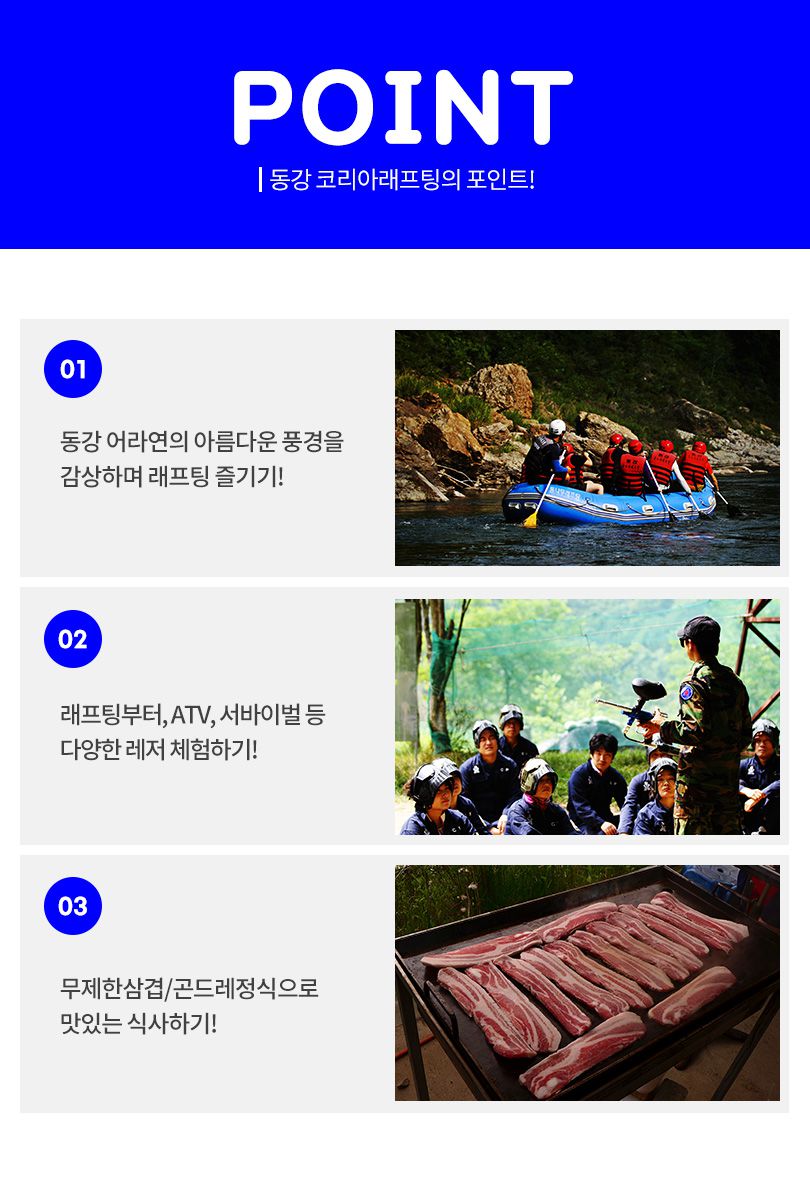 POINT
동강 코리아래프팅의 포인트!
01
동강 어라연의 아름다운 풍경을
감상하며 래프팅 즐기기!
02
래프팅부터, ATV, 서바이벌 등
다양한 레저 체험하기!
03
무제한삼겹/곤드레정식으로
맛있는 식사하기!